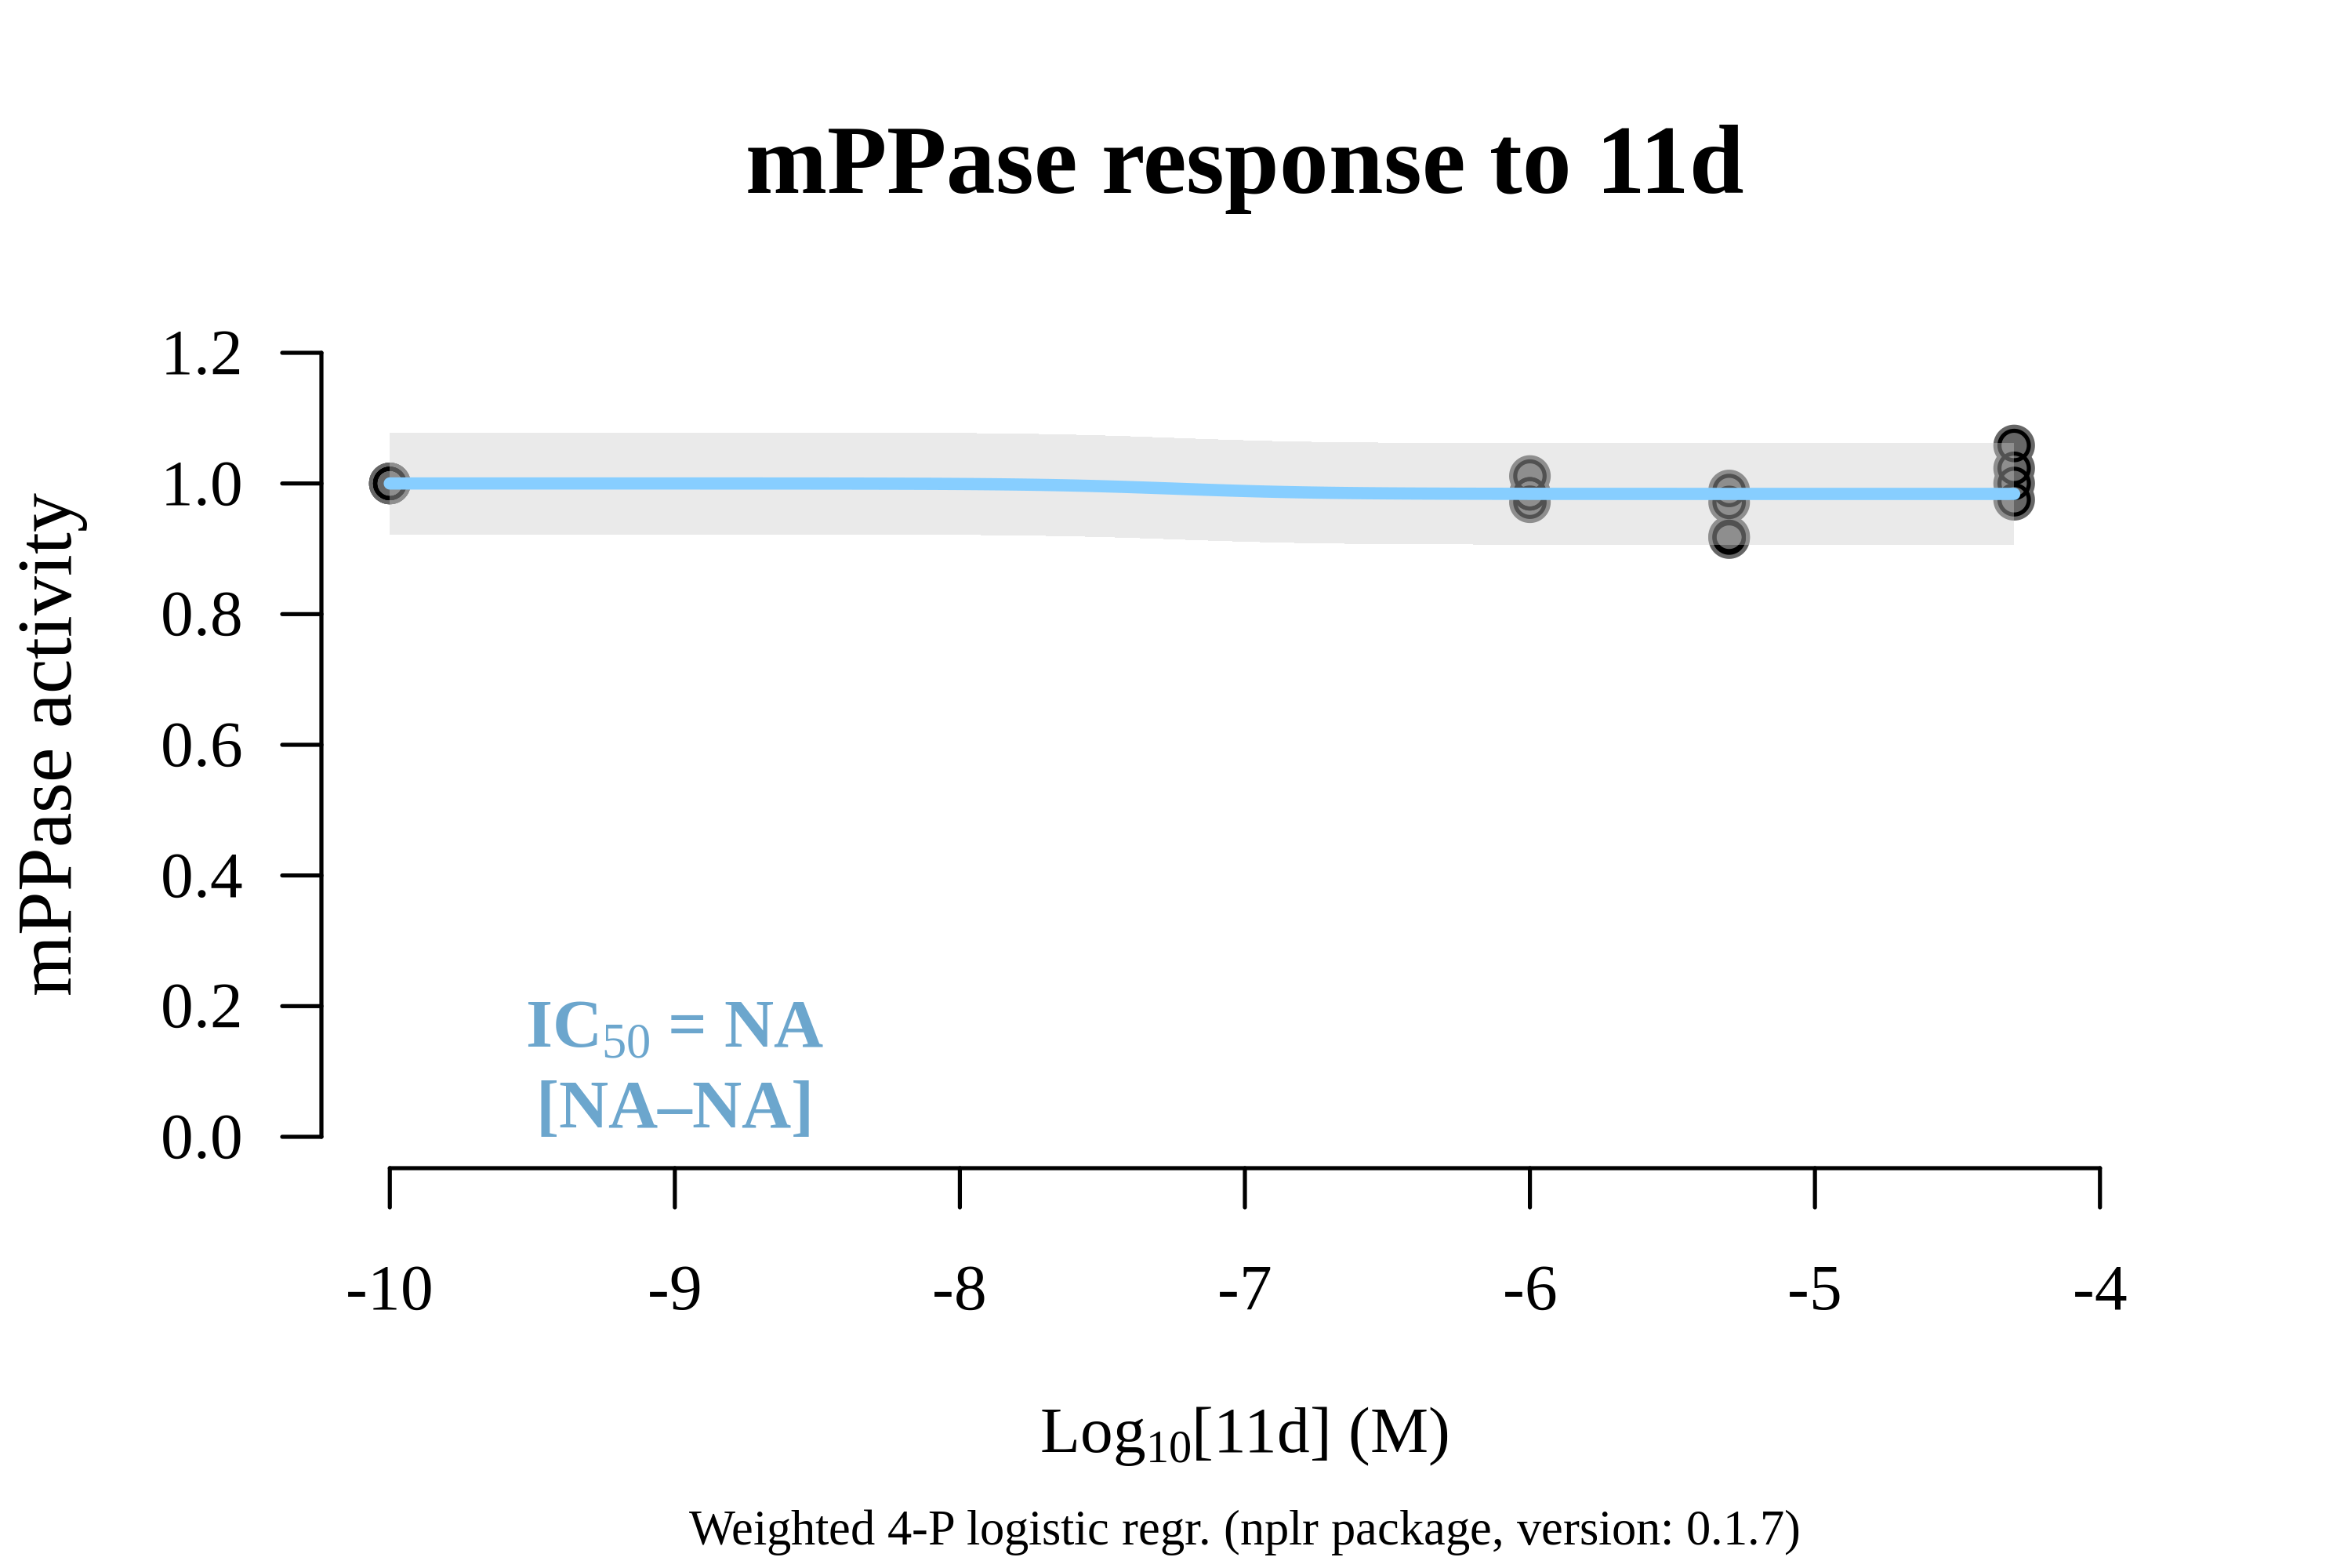 mPPase response to 11d
mPPase activity
1.2
1.0
0.8
0.6
0.4
0.2
0.0
IC50 = NA
[NA–NA]
-10 -9 -8 -7 -6 -5 -4
Log10[11d] (M)
Weighted 4-P logistic regr. (nplr package, version: 0.1.7)